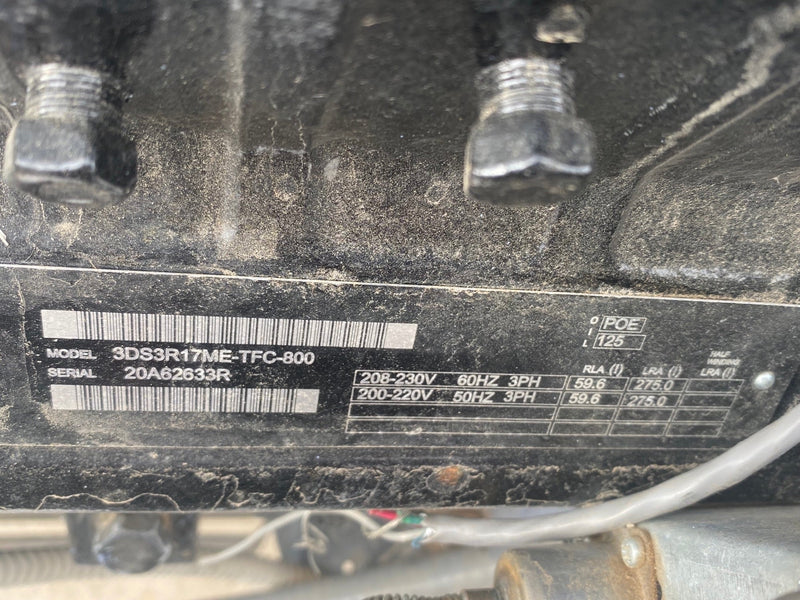 OIL POE
125
MODEL 3DS3R17ME-TFC-800
SERIAL 20A62633R
RLA (I) LRA (I) HALF WINDING LRA (I)
208-230V 60HZ 3PH 59.6 275.0
200-220V 50HZ 3PH 59.6 275.0